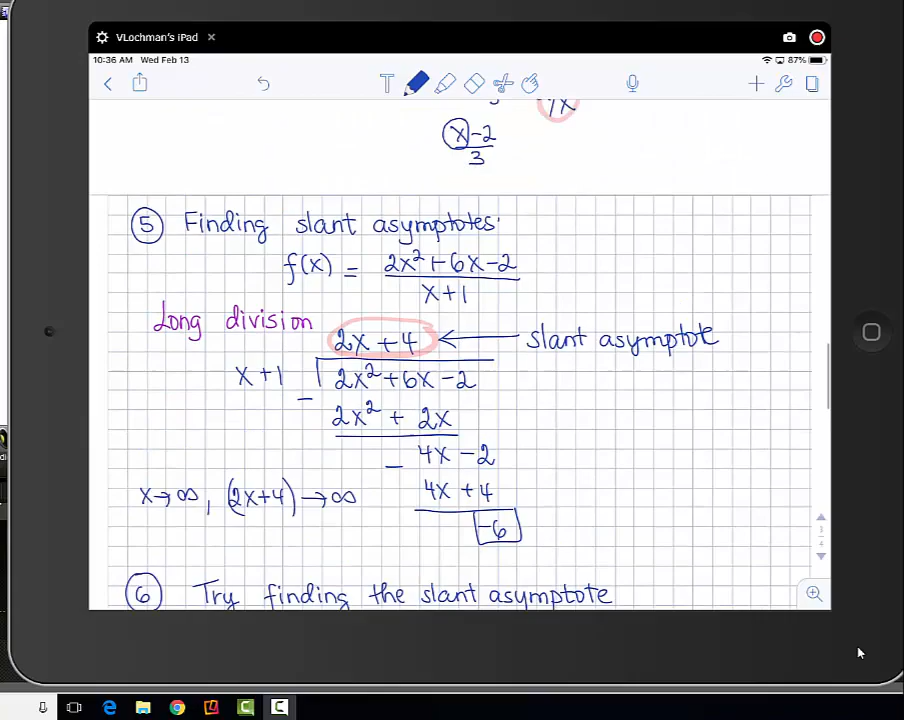 VLochman's iPad ×
10:36 AM Wed Feb 13
87%
T
x-2
3
5 Finding slant asymptotes:
f(x) = 2x²+6x-2
x+1
Long division
2x+4 ← slant asymptote
x+1 2x²+6x-2
- 2x² + 2x
- 4x-2
4x+4
x→∞, (2x+4)→∞
-6
6 Try finding the slant asymptote